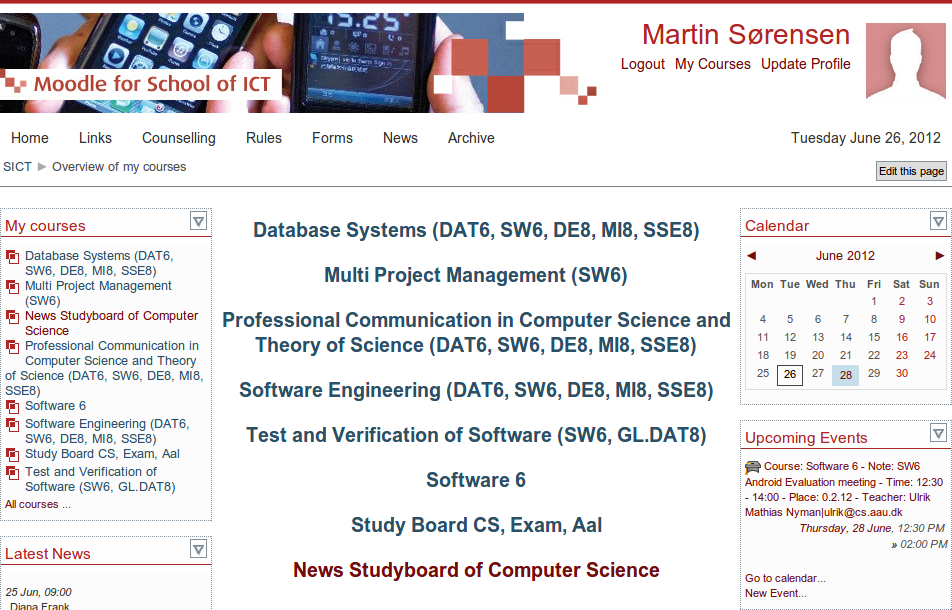 15.25
Moodle for School of ICT
Martin Sørensen
Logout My Courses Update Profile
Home Links Counselling Rules Forms News Archive
Tuesday June 26, 2012
SICT Overview of my courses
Edit this page
My courses
Database Systems (DAT6,
SW6, DE8, MI8, SSE8)
Multi Project Management
(SW6)
News Studyboard of Computer
Science
Professional Communication in
Computer Science and Theory
of Science (DAT6, SW6, DE8, MI8,
SSE8)
Software 6
Software Engineering (DAT6,
SW6, DE8, MI8, SSE8)
Study Board CS, Exam, Aal
Test and Verification of
Software (SW6, GL.DAT8)
All courses ...
Latest News
25 Jun, 09:00
Diana Frank
Database Systems (DAT6, SW6, DE8, MI8, SSE8)
Multi Project Management (SW6)
Professional Communication in Computer Science and
Theory of Science (DAT6, SW6, DE8, MI8, SSE8)
Software Engineering (DAT6, SW6, DE8, MI8, SSE8)
Test and Verification of Software (SW6, GL.DAT8)
Software 6
Study Board CS, Exam, Aal
News Studyboard of Computer Science
Calendar
◄ June 2012 ►
Mon Tue Wed Thu Fri Sat Sun
1 2 3
4 5 6 7 8 9 10
11 12 13 14 15 16 17
18 19 20 21 22 23 24
25 26 27 28 29 30
Upcoming Events
Course: Software 6 - Note: SW6
Android Evaluation meeting - Time: 12:30
- 14:00 - Place: 0.2.12 - Teacher: Ulrik
Mathias Nyman|ulrik@cs.aau.dk
Thursday, 28 June, 12:30 PM
» 02:00 PM
Go to calendar...
New Event...